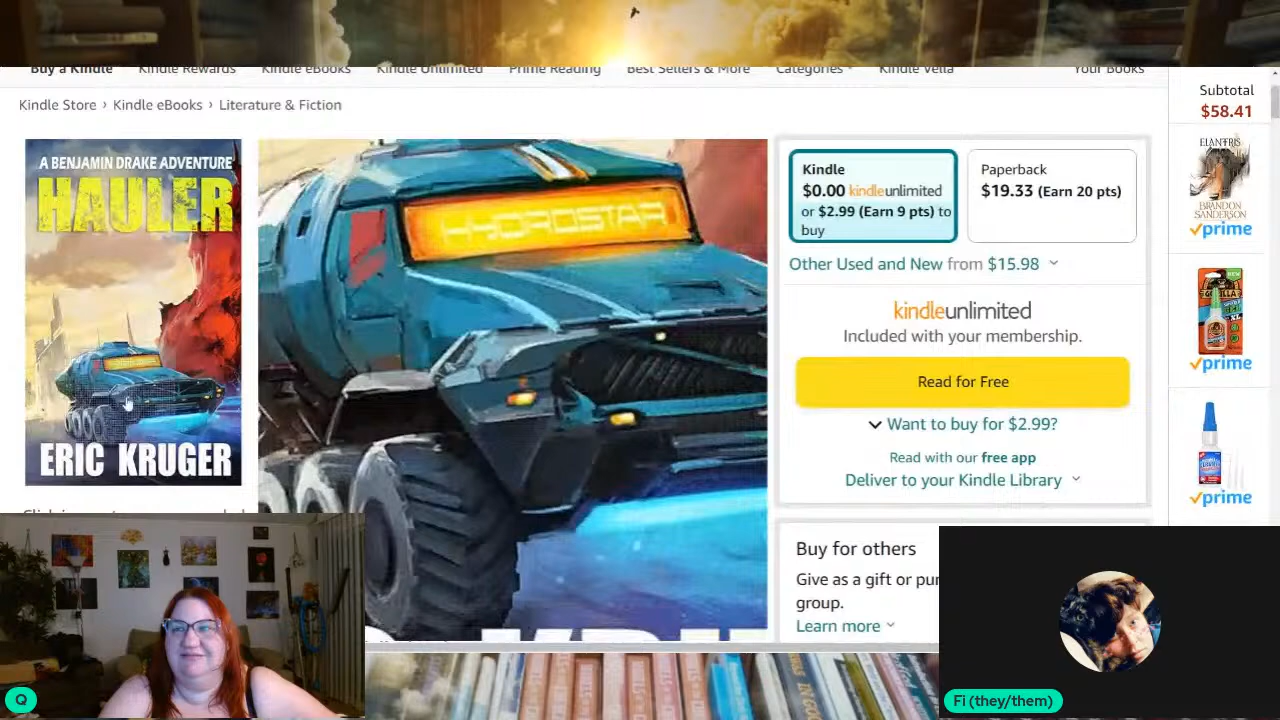 Buy a Kindle Kindle Rewards Kindle eBooks Kindle Unlimited Prime Reading Best Sellers & More Categories Kindle Vella Your Books
Kindle Store › Kindle eBooks › Literature & Fiction
Subtotal
$58.41
A BENJAMIN DRAKE ADVENTURE
HAULER
ERIC KRUGER
HYDROSTAR
Kindle
$0.00 kindleunlimited
or $2.99 (Earn 9 pts) to
buy
Paperback
$19.33 (Earn 20 pts)
Other Used and New from $15.98
kindleunlimited
Included with your membership.
Read for Free
Want to buy for $2.99?
Read with our free app
Deliver to your Kindle Library
Buy for others
Give as a gift or pur
group.
Learn more
ELANTRIS
BRANDON
SANDERSON
prime
prime
prime
Q
Fi (they/them)